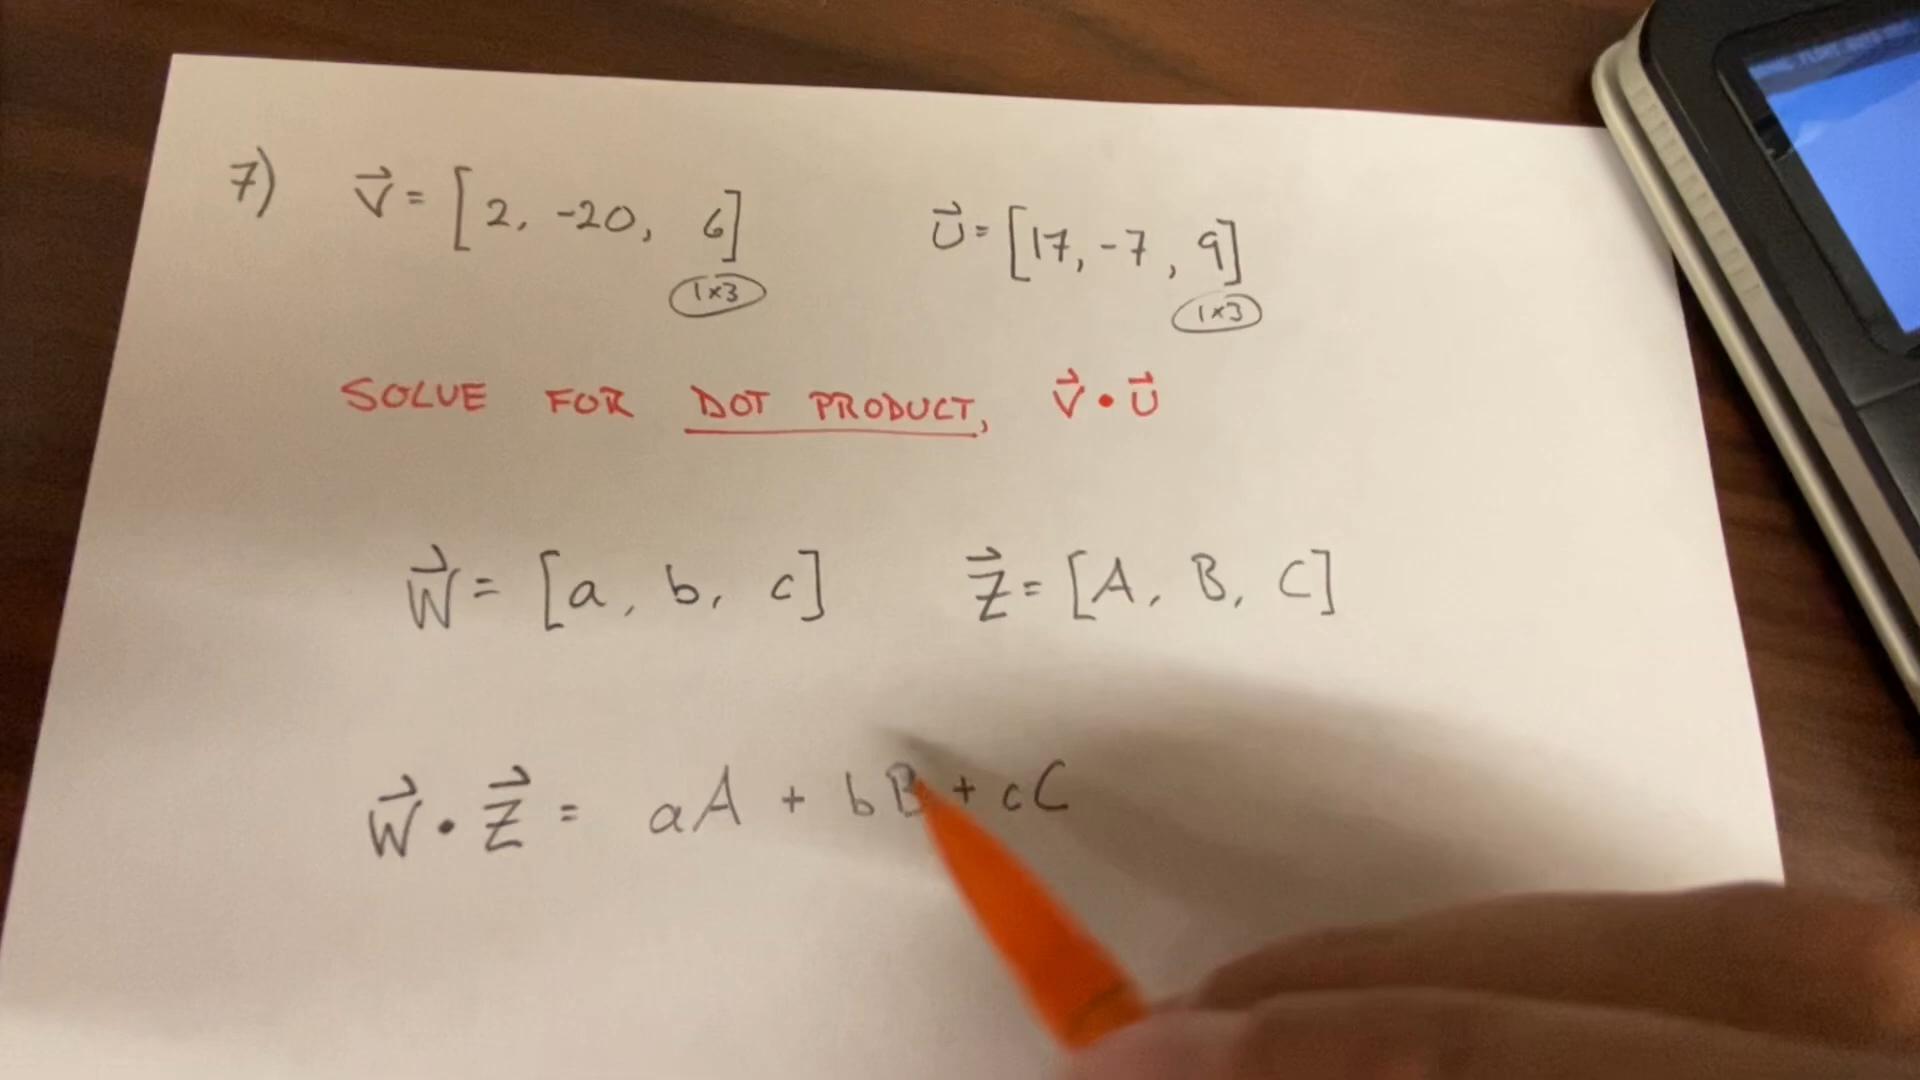 7) V⃗ = [2, -20, 6] U⃗ = [17, -7, 9]
1×3 1×3
SOLVE FOR DOT PRODUCT, V⃗ • U⃗
W⃗ = [a, b, c] Z⃗ = [A, B, C]
W⃗ • Z⃗ = aA + bB + cC